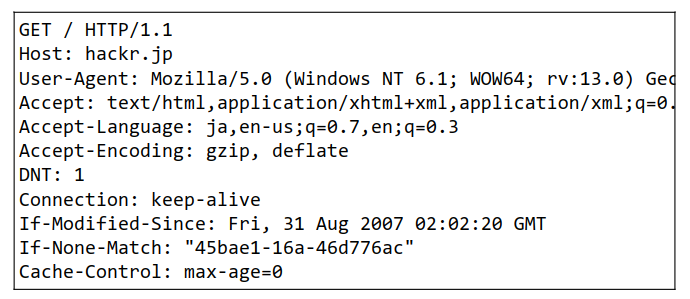 GET / HTTP/1.1
Host: hackr.jp
User-Agent: Mozilla/5.0 (Windows NT 6.1; WOW64; rv:13.0)
Accept: text/html,application/xhtml+xml,application/xml;q=0.
Accept-Language: ja,en-us;q=0.7,en;q=0.3
Accept-Encoding: gzip, deflate
DNT: 1
Connection: keep-alive
If-Modified-Since: Fri, 31 Aug 2007 02:02:20 GMT
If-None-Match: "45bae1-16a-46d776ac"
Cache-Control: max-age=0